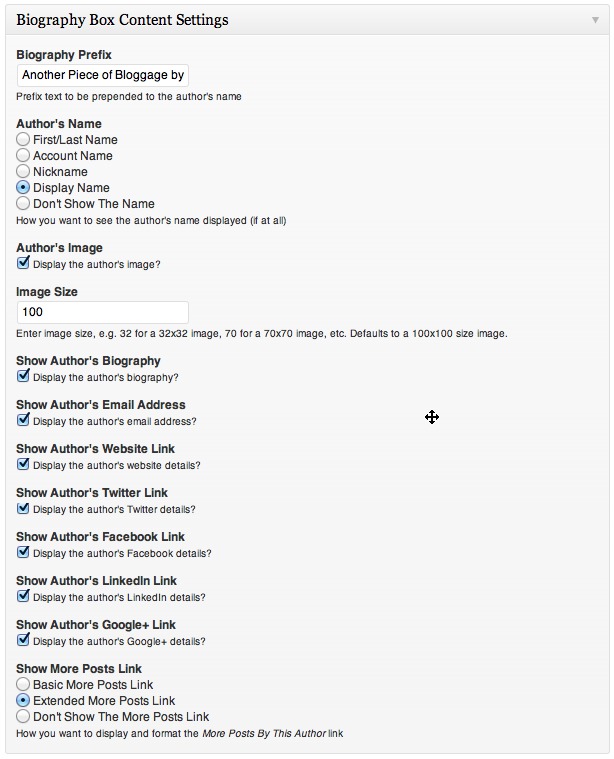 Biography Box Content Settings
Biography Prefix
Another Piece of Bloggage by
Prefix text to be prepended to the author's name
Author's Name
First/Last Name
Account Name
Nickname
Display Name
Don't Show The Name
How you want to see the author's name displayed (if at all)
Author's Image
Display the author's image?
Image Size
100
Enter image size, e.g. 32 for a 32x32 image, 70 for a 70x70 image, etc. Defaults to a 100x100 size image.
Show Author's Biography
Display the author's biography?
Show Author's Email Address
Display the author's email address?
Show Author's Website Link
Display the author's website details?
Show Author's Twitter Link
Display the author's Twitter details?
Show Author's Facebook Link
Display the author's Facebook details?
Show Author's LinkedIn Link
Display the author's LinkedIn details?
Show Author's Google+ Link
Display the author's Google+ details?
Show More Posts Link
Basic More Posts Link
Extended More Posts Link
Don't Show The More Posts Link
How you want to display and format the More Posts By This Author link